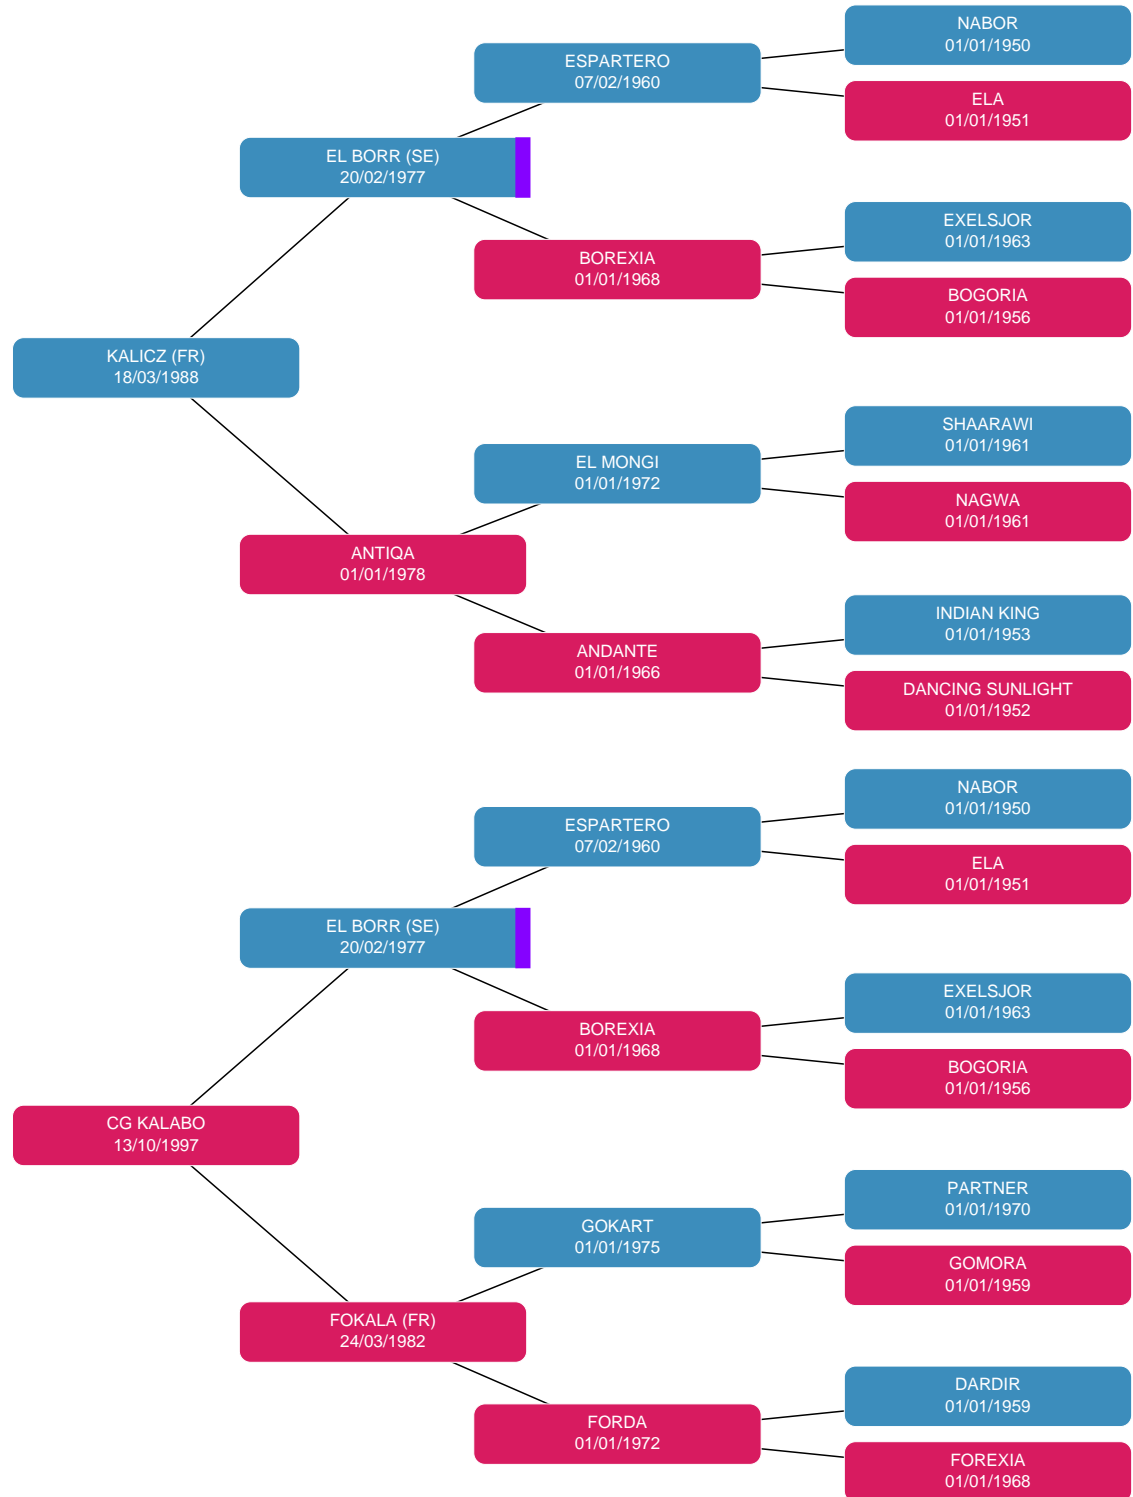 NABOR
01/01/1950
ESPARTERO
07/02/1960
ELA
01/01/1951
EL BORR (SE)
20/02/1977
EXELSJOR
01/01/1963
BOREXIA
01/01/1968
BOGORIA
01/01/1956
KALICZ (FR)
18/03/1988
SHAARAWI
01/01/1961
EL MONGI
01/01/1972
NAGWA
01/01/1961
ANTIQA
01/01/1978
INDIAN KING
01/01/1953
ANDANTE
01/01/1966
DANCING SUNLIGHT
01/01/1952
NABOR
01/01/1950
ESPARTERO
07/02/1960
ELA
01/01/1951
EL BORR (SE)
20/02/1977
EXELSJOR
01/01/1963
BOREXIA
01/01/1968
BOGORIA
01/01/1956
CG KALABO
13/10/1997
PARTNER
01/01/1970
GOKART
01/01/1975
GOMORA
01/01/1959
FOKALA (FR)
24/03/1982
DARDIR
01/01/1959
FORDA
01/01/1972
FOREXIA
01/01/1968